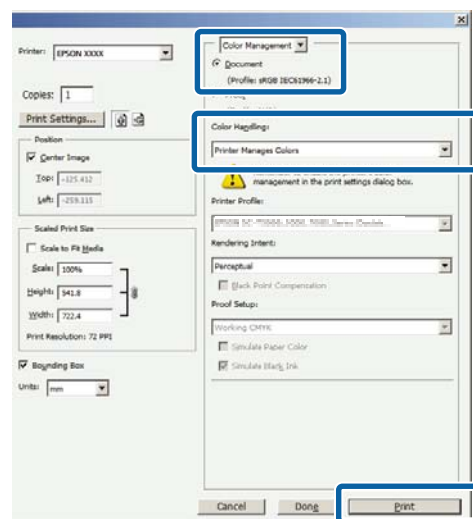 Printer: EPSON XXXX
Copies: 1
Print Settings...
Position
Center Image
Top: -125.412
Left: -259.115
Scaled Print Size
Scale to Fit Media
Scale: 100%
Height: 541.8
Width: 722.4
Print Resolution: 72 PPI
Bounding Box
Units: mm
Color Management
Document
(Profile: sRGB IEC61966-2.1)
Color Handling:
Printer Manages Colors
management in the print settings dialog box.
Printer Profile:
Rendering Intent:
Perceptual
Black Point Compensation
Proof Setup:
Working CMYK
Simulate Paper Color
Simulate Black Ink
Cancel
Done
Print